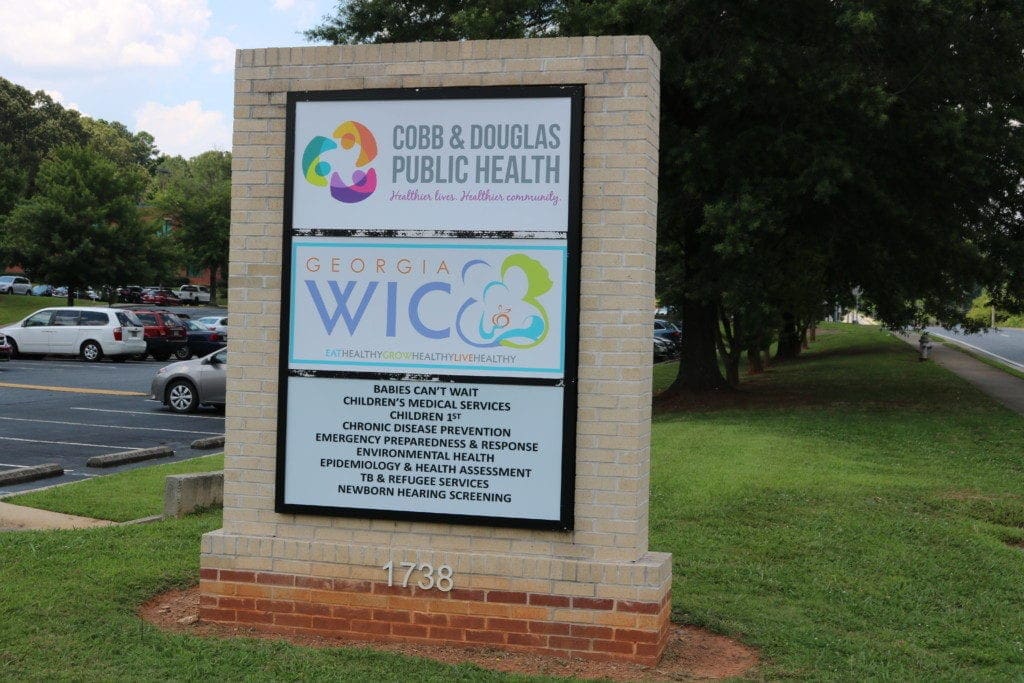 COBB & DOUGLAS
PUBLIC HEALTH
Healthier lives. Healthier community.
GEORGIA
WIC
EATHEALTHYGROWHEALTHYLIVEHEALTHY
BABIES CAN'T WAIT
CHILDREN'S MEDICAL SERVICES
CHILDREN 1ST
CHRONIC DISEASE PREVENTION
EMERGENCY PREPAREDNESS & RESPONSE
ENVIRONMENTAL HEALTH
EPIDEMIOLOGY & HEALTH ASSESSMENT
TB & REFUGEE SERVICES
NEWBORN HEARING SCREENING
1738